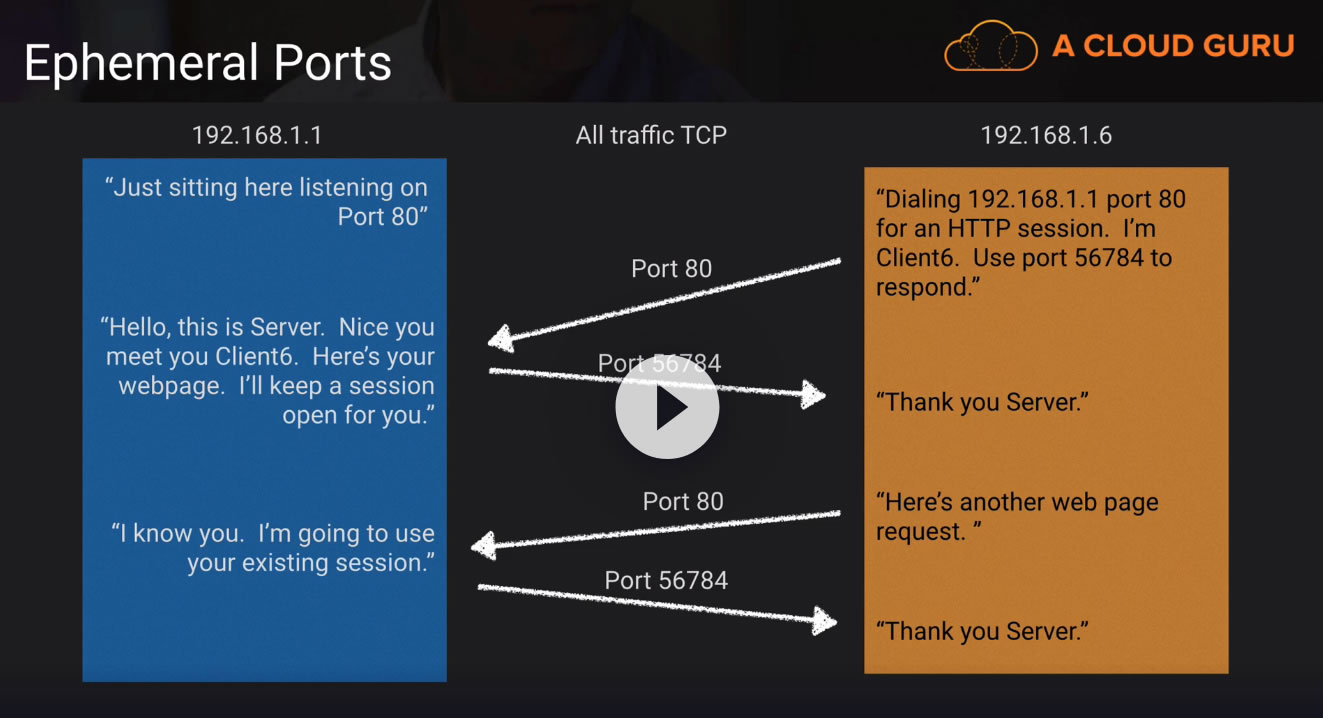 Ephemeral Ports
A CLOUD GURU
192.168.1.1
All traffic TCP
192.168.1.6
“Just sitting here listening on
Port 80”
“Dialing 192.168.1.1 port 80
for an HTTP session. I’m
Client6. Use port 56784 to
respond.”
Port 80
“Hello, this is Server. Nice you
meet you Client6. Here’s your
webpage. I’ll keep a session
open for you.”
Port 56784
“Thank you Server.”
Port 80
“Here’s another web page
request. ”
“I know you. I’m going to use
your existing session.”
Port 56784
“Thank you Server.”